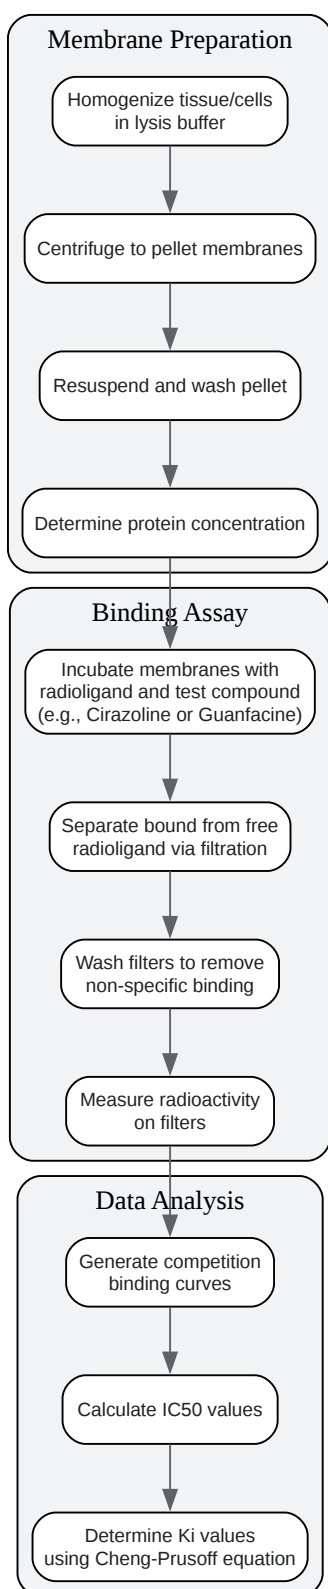 Membrane Preparation
Homogenize tissue/cells
in lysis buffer
Centrifuge to pellet membranes
Resuspend and wash pellet
Determine protein concentration
Binding Assay
Incubate membranes with
radioligand and test compound
(e.g., Cirazoline or Guanfacine)
Separate bound from free
radioligand via filtration
Wash filters to remove
non-specific binding
Measure radioactivity
on filters
Data Analysis
Generate competition
binding curves
Calculate IC50 values
Determine Ki values
using Cheng-Prusoff equation